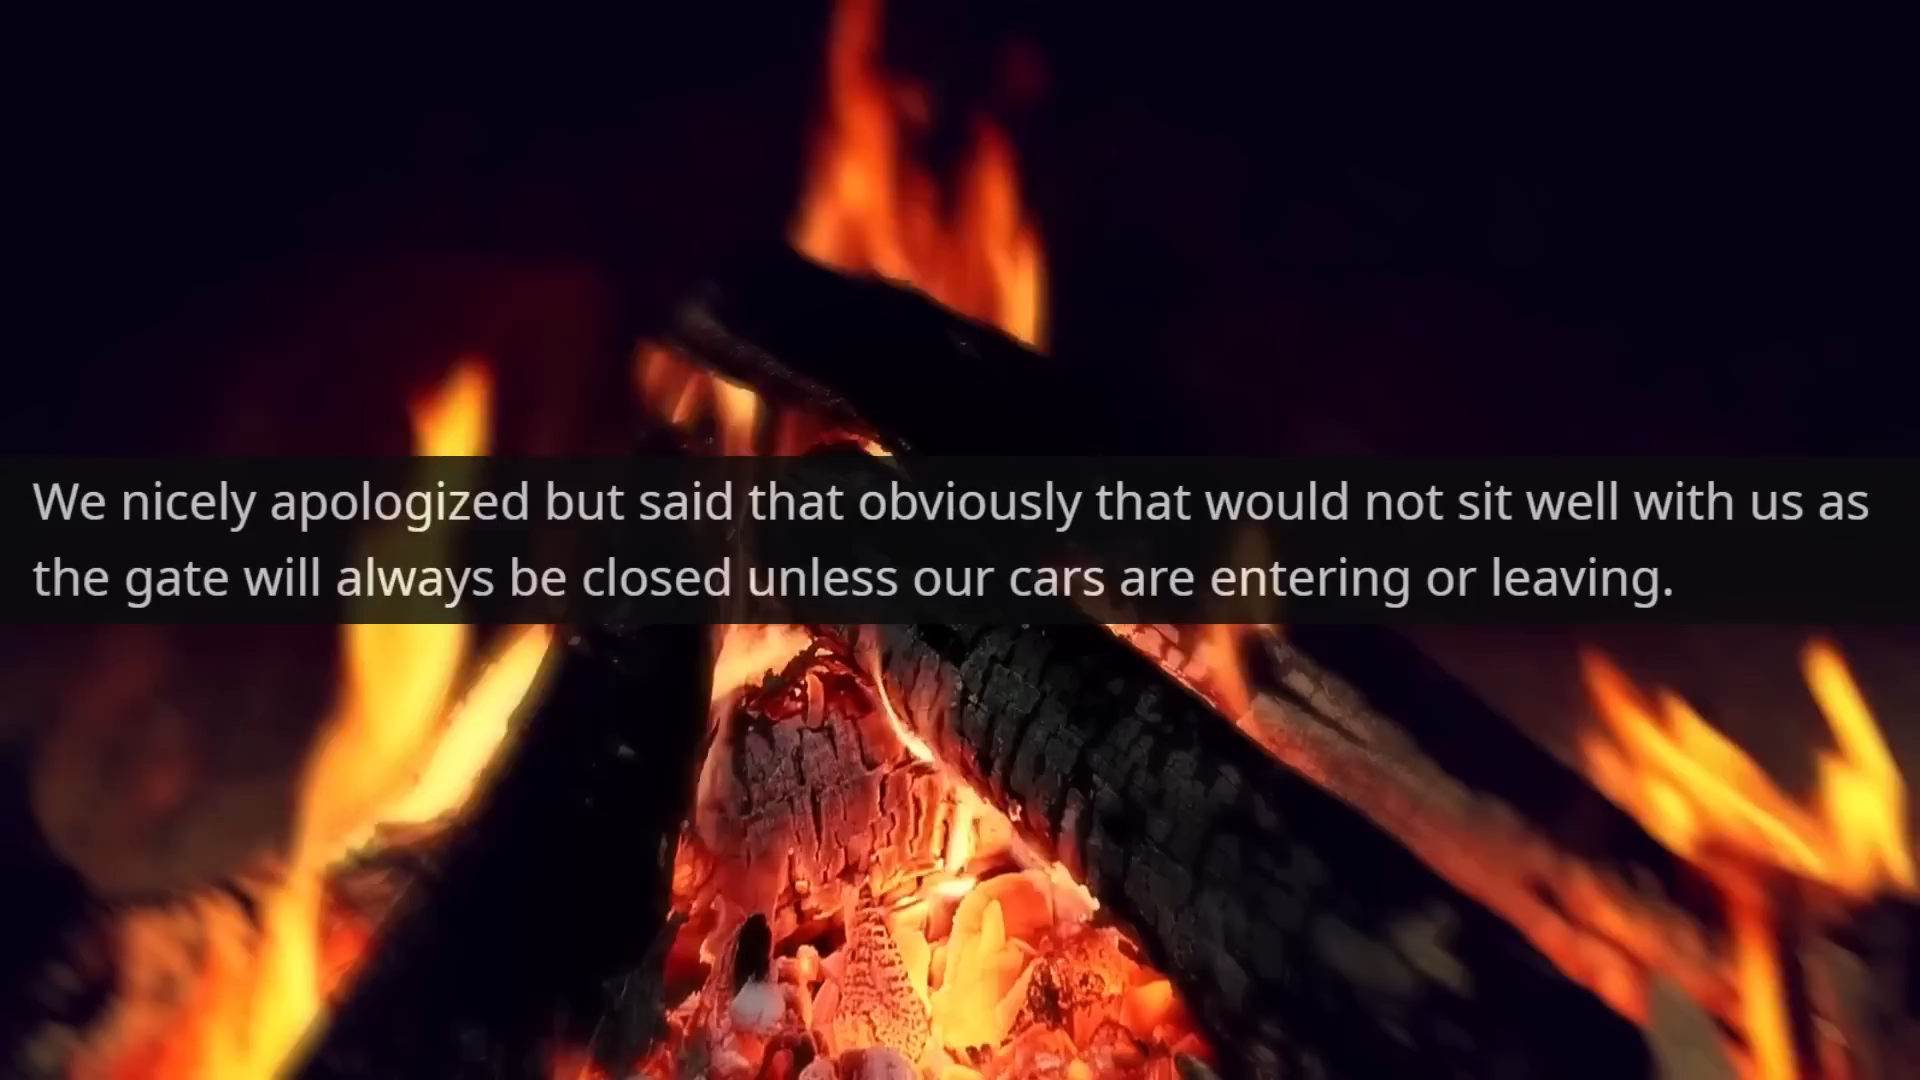 We nicely apologized but said that obviously that would not sit well with us as
the gate will always be closed unless our cars are entering or leaving.